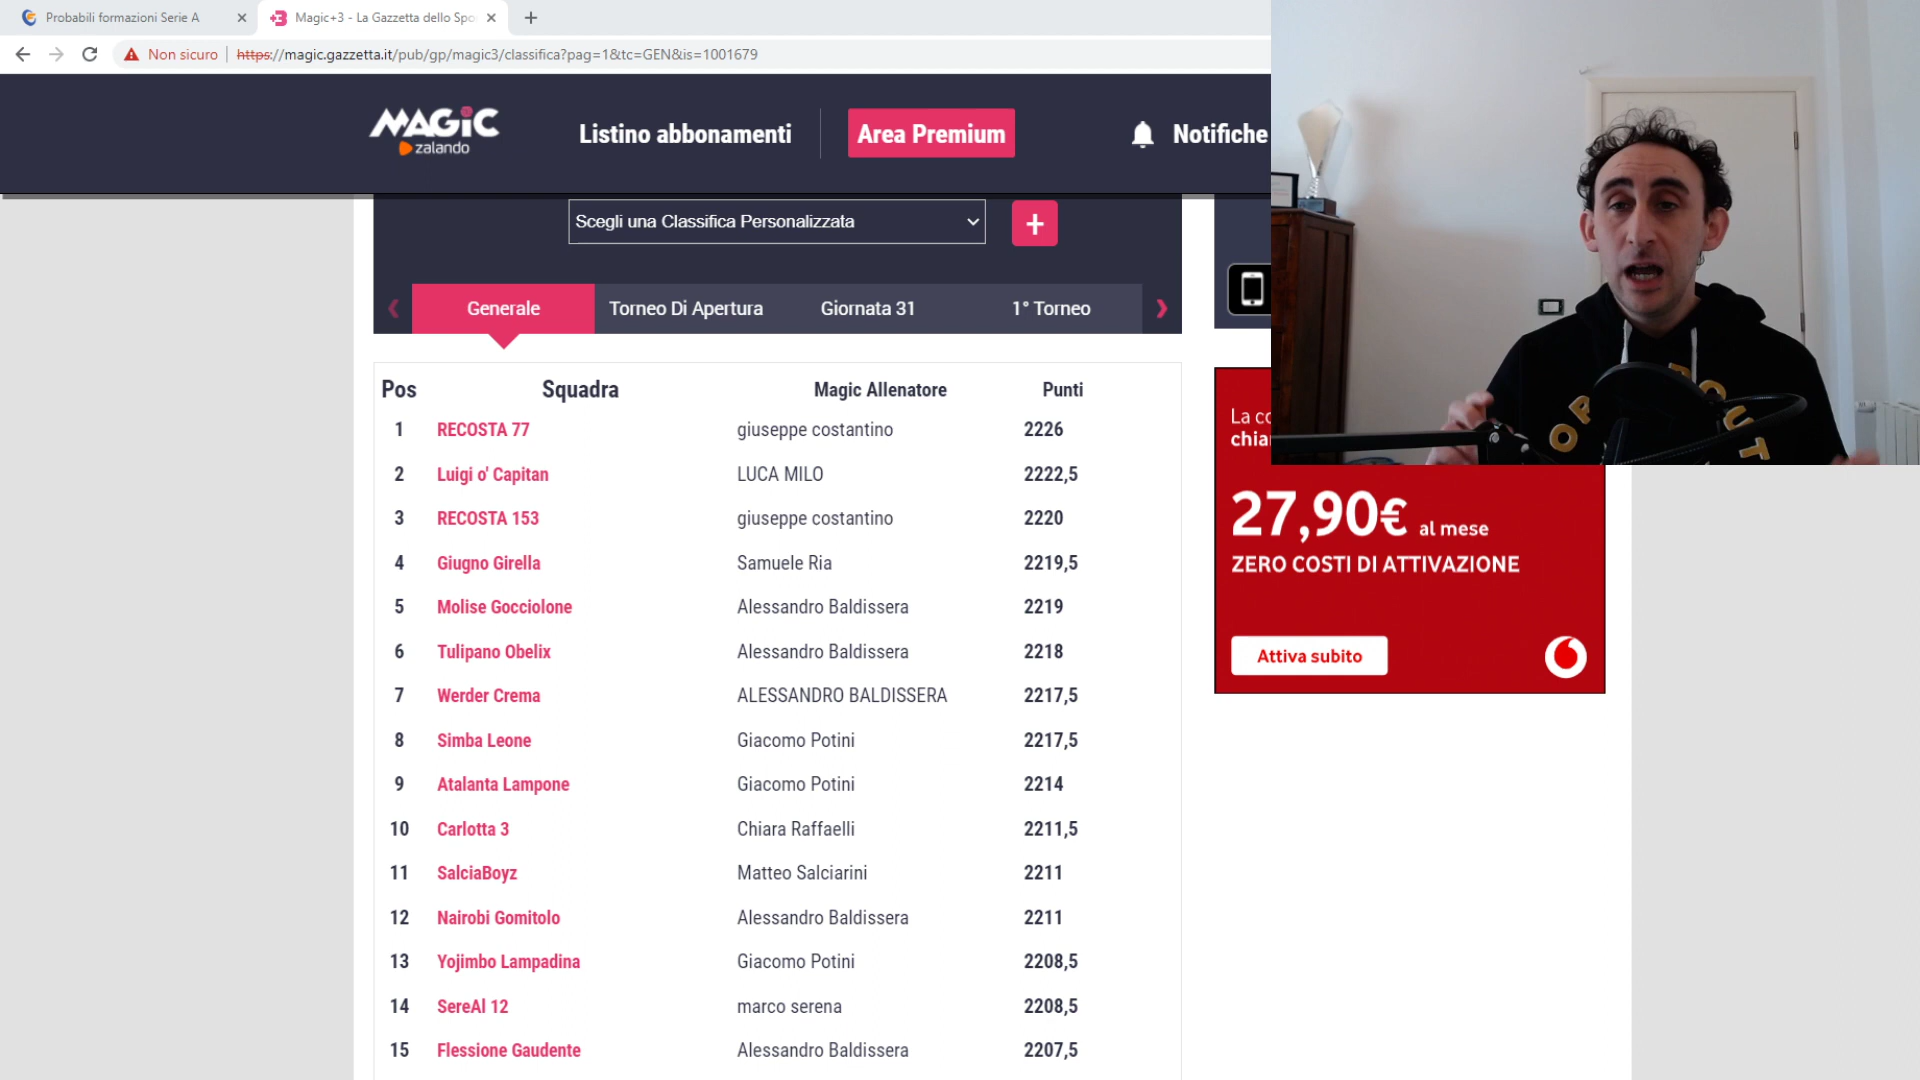 Probabili formazioni Serie A
Magic+3 - La Gazzetta dello Spo
Non sicuro
https://magic.gazzetta.it/pub/gp/magic3/classifica?pag=1&tc=GEN&is=1001679
MAGIC
zalando
Listino abbonamenti
Area Premium
Notifiche
Scegli una Classifica Personalizzata
+
Generale
Torneo Di Apertura
Giornata 31
1° Torneo
Pos Squadra Magic Allenatore Punti
1 RECOSTA 77 giuseppe costantino 2226
2 Luigi o' Capitan LUCA MILO 2222,5
3 RECOSTA 153 giuseppe costantino 2220
4 Giugno Girella Samuele Ria 2219,5
5 Molise Gocciolone Alessandro Baldissera 2219
6 Tulipano Obelix Alessandro Baldissera 2218
7 Werder Crema ALESSANDRO BALDISSERA 2217,5
8 Simba Leone Giacomo Potini 2217,5
9 Atalanta Lampone Giacomo Potini 2214
10 Carlotta 3 Chiara Raffaelli 2211,5
11 SalciaBoyz Matteo Salciarini 2211
12 Nairobi Gomitolo Alessandro Baldissera 2211
13 Yojimbo Lampadina Giacomo Potini 2208,5
14 SereAl 12 marco serena 2208,5
15 Flessione Gaudente Alessandro Baldissera 2207,5
La co
chia
27,90€ al mese
ZERO COSTI DI ATTIVAZIONE
Attiva subito